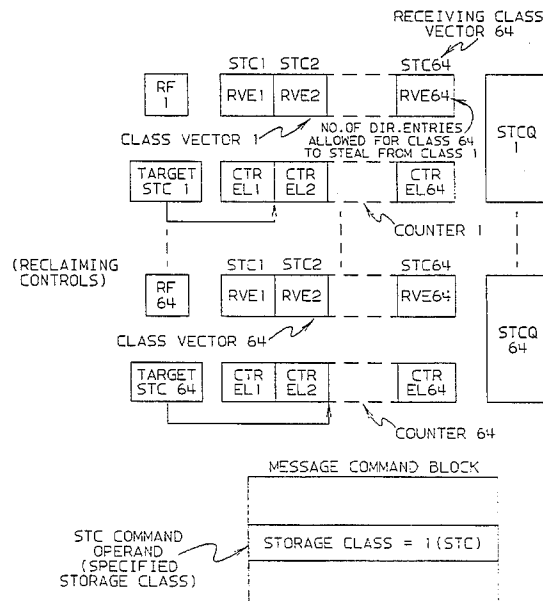 RECEIVING CLASS
VECTOR 64
STC1 STC2 STC64
RF
1
RVE1 RVE2 RVE64
STCQ
1
CLASS VECTOR 1
NO.OF DIR.ENTRIES
ALLOWED FOR CLASS 64
TO STEAL FROM CLASS 1
TARGET
STC 1
CTR
EL1
CTR
EL2
CTR
EL64
COUNTER 1
(RECLAIMING
CONTROLS)
STC1 STC2 STC64
RF
64
RVE1 RVE2 RVE64
STCQ
64
CLASS VECTOR 64
TARGET
STC 64
CTR
EL1
CTR
EL2
CTR
EL64
COUNTER 64
MESSAGE COMMAND BLOCK
STC COMMAND
OPERAND
(SPECIFIED
STORAGE CLASS)
STORAGE CLASS = i(STC)